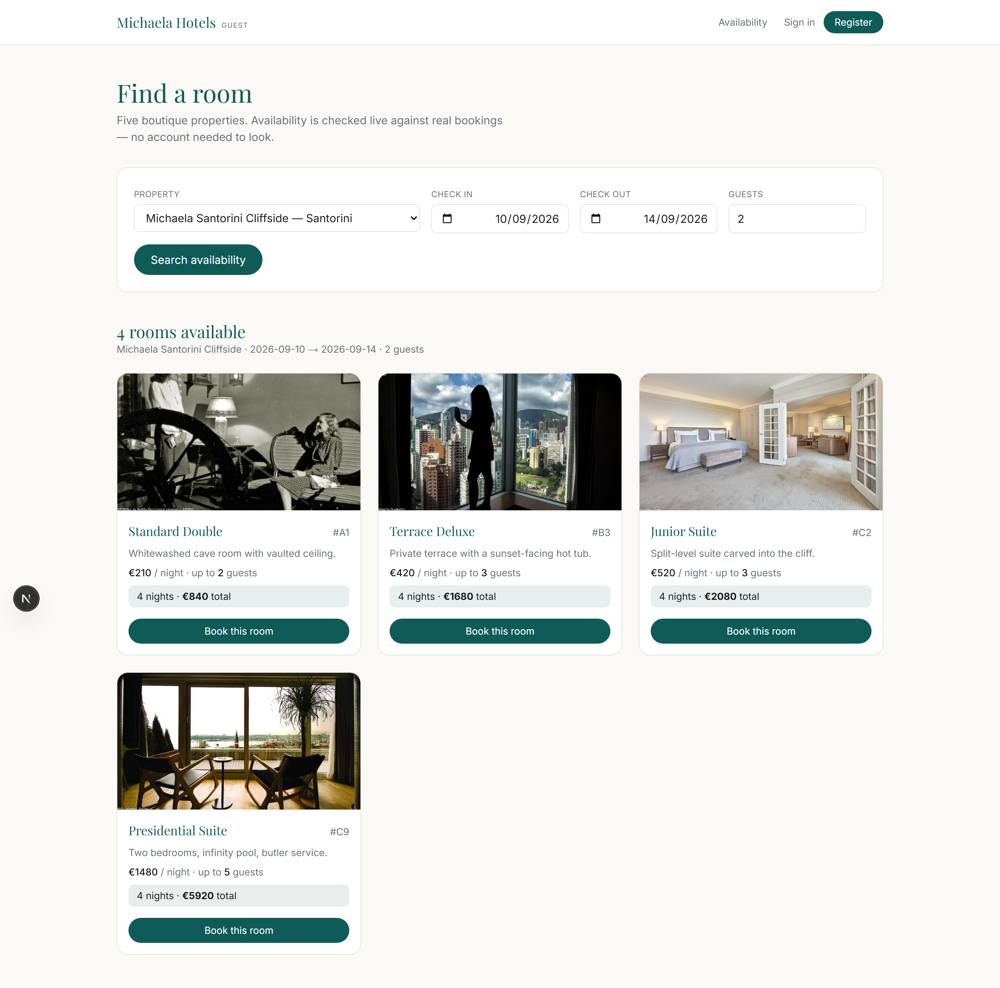 Michaela Hotels GUEST
Availability Sign in Register
Find a room
Five boutique properties. Availability is checked live against real bookings
— no account needed to look.
PROPERTY CHECK IN CHECK OUT GUESTS
Michaela Santorini Cliffside — Santorini 10/09/2026 14/09/2026 2
Search availability
4 rooms available
Michaela Santorini Cliffside · 2026-09-10 → 2026-09-14 · 2 guests
Standard Double #A1
Whitewashed cave room with vaulted ceiling.
€210 / night · up to 2 guests
4 nights · €840 total
Book this room
Roberto Trombetta
Terrace Deluxe #B3
Private terrace with a sunset-facing hot tub.
€420 / night · up to 3 guests
4 nights · €1680 total
Book this room
Junior Suite #C2
Split-level suite carved into the cliff.
€520 / night · up to 3 guests
4 nights · €2080 total
Book this room
N
Witt Istanbul Suites
Presidential Suite #C9
Two bedrooms, infinity pool, butler service.
€1480 / night · up to 5 guests
4 nights · €5920 total
Book this room